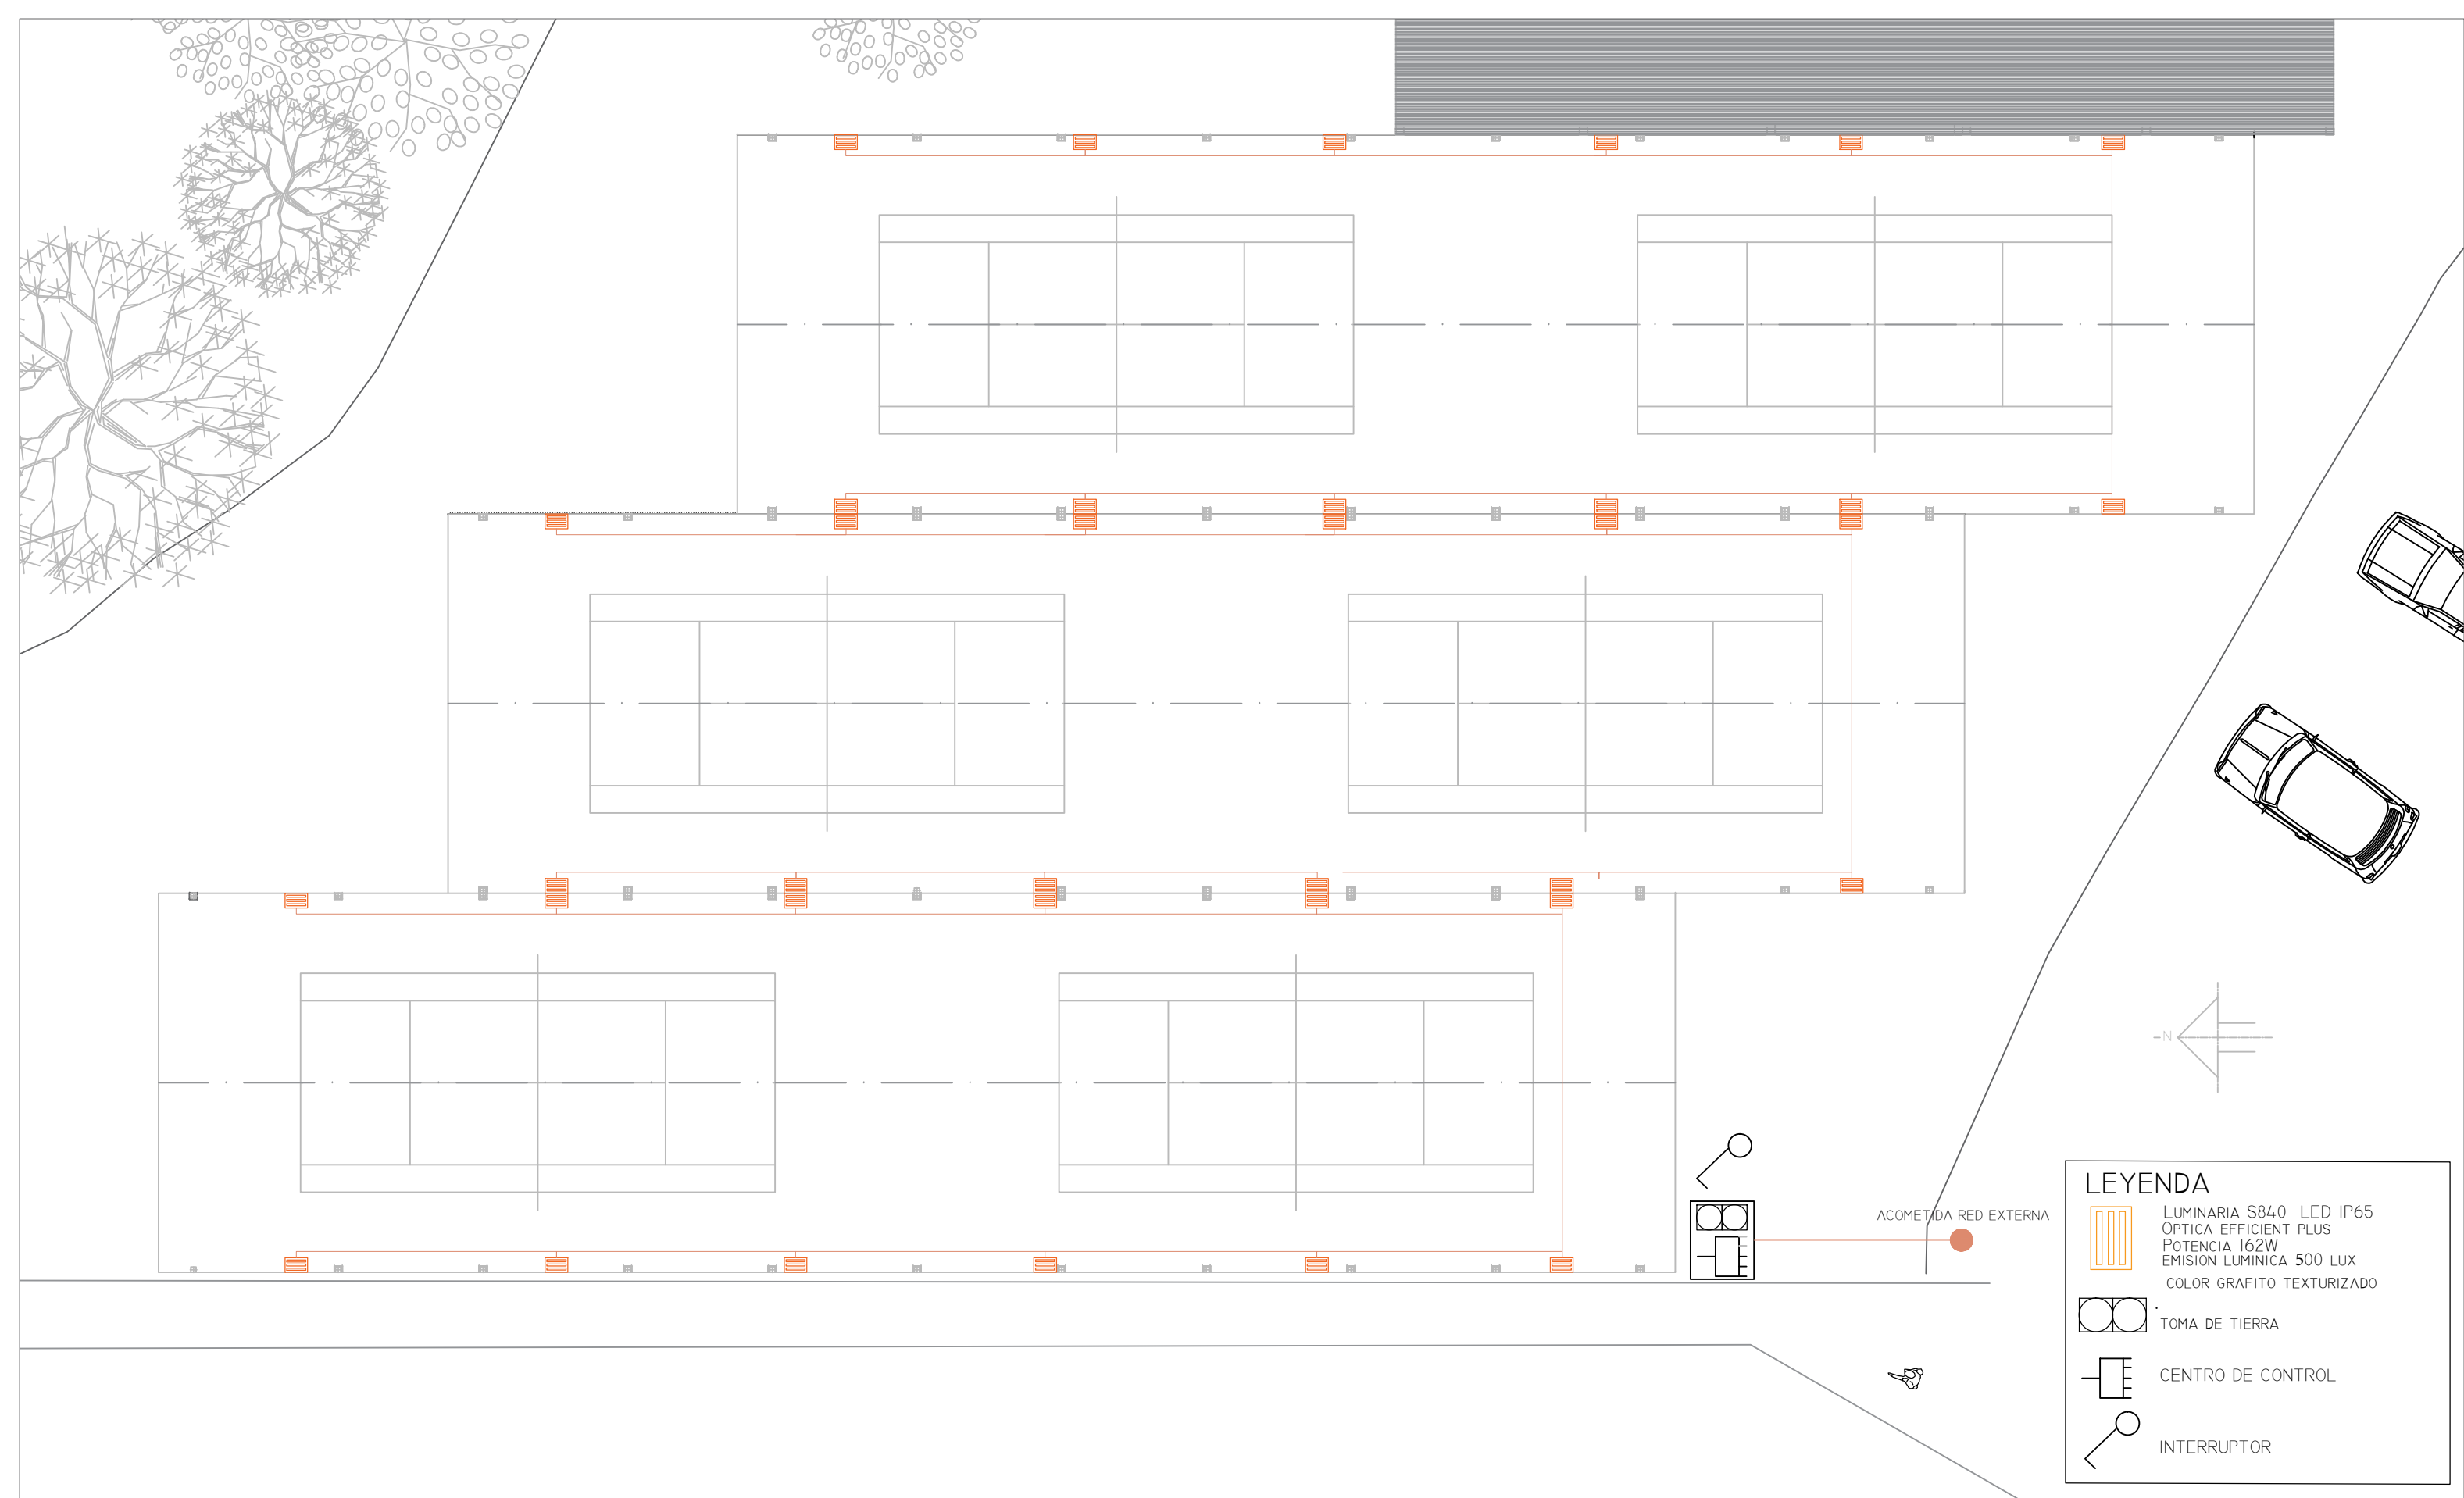 N
ACOMETIDA RED EXTERNA
LEYENDA
LUMINARIA S840 LED IP65
OPTICA EFFICIENT PLUS
POTENCIA 162W
EMISION LUMINICA 500 LUX
COLOR GRAFITO TEXTURIZADO
TOMA DE TIERRA
CENTRO DE CONTROL
INTERRUPTOR